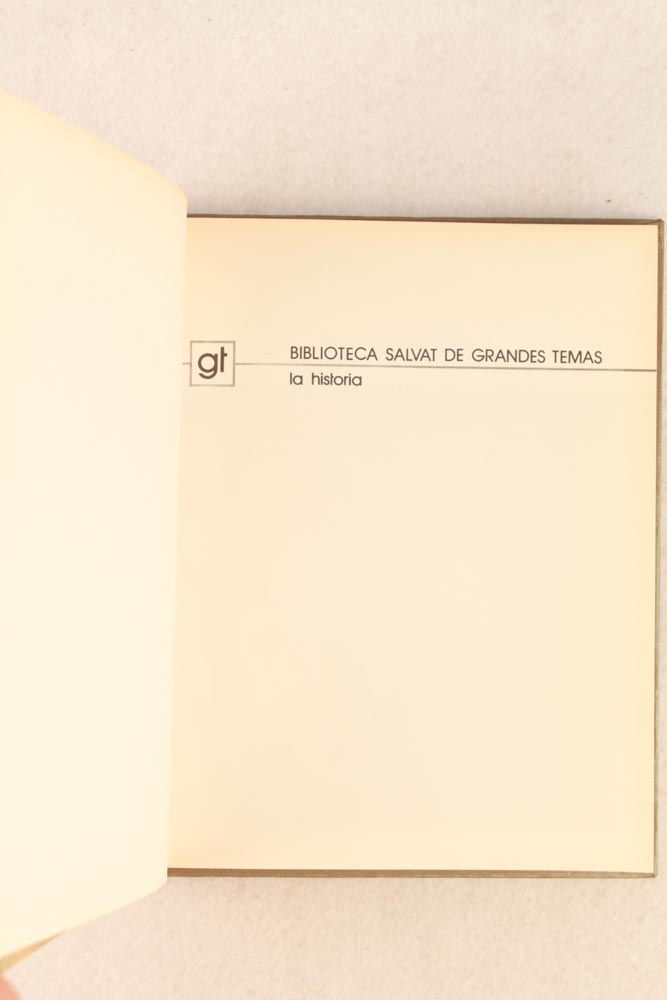 gt
BIBLIOTECA SALVAT DE GRANDES TEMAS
la historia